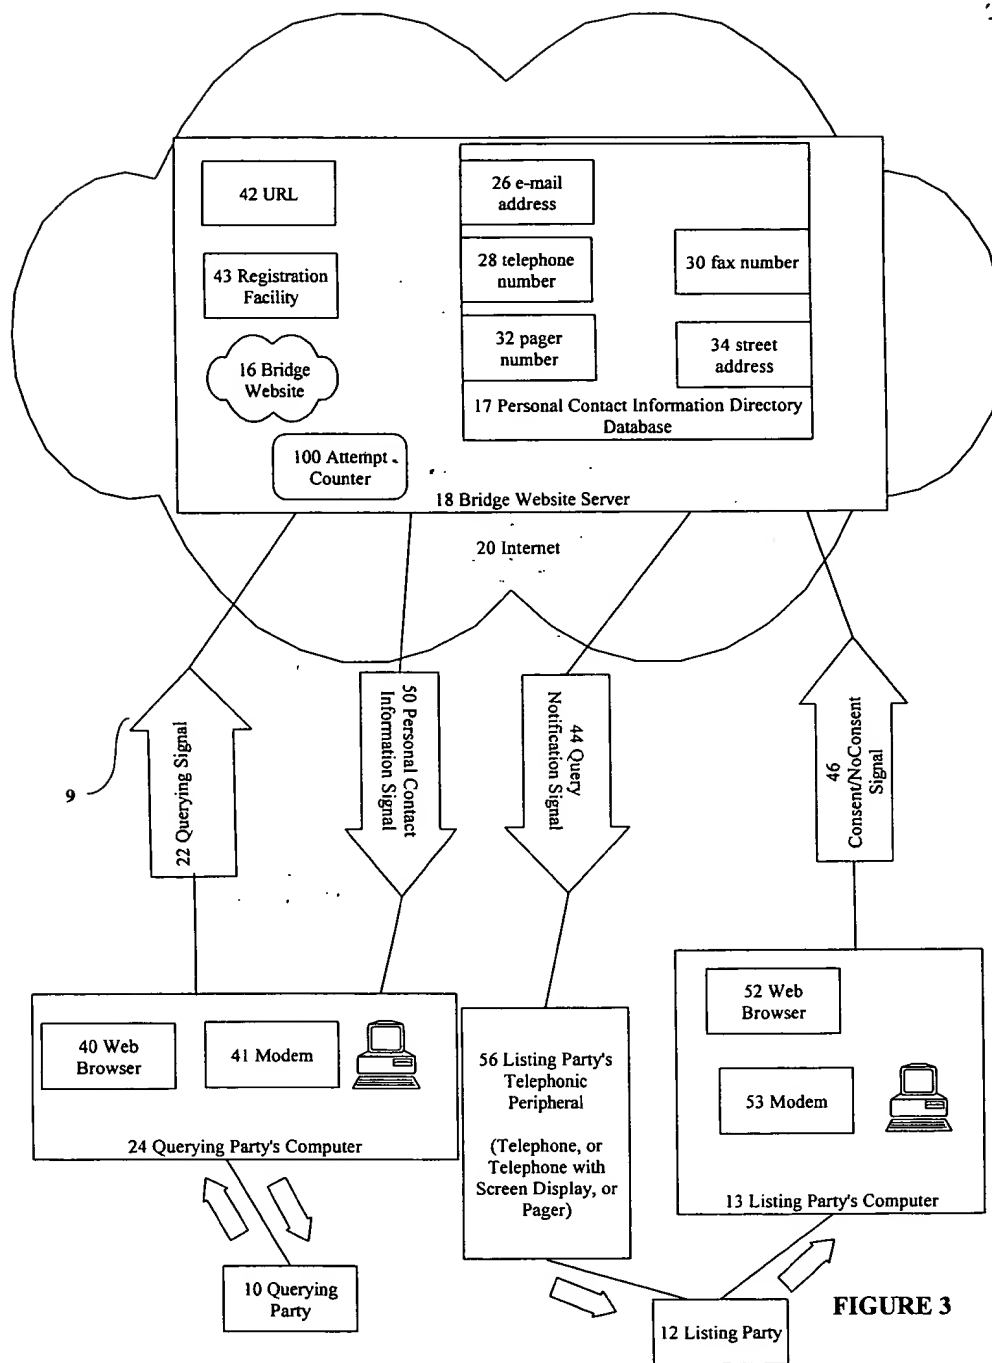 42 URL
26 e-mail
address
43 Registration
Facility
28 telephone
number
30 fax number
16 Bridge
Website
32 pager
number
34 street
address
17 Personal Contact Information Directory
Database
100 Attempt
Counter
18 Bridge Website Server
20 Internet
9
22 Querying Signal
50 Personal Contact
Information Signal
44 Query
Notification Signal
46
Consent/NoConsent
Signal
40 Web
Browser
41 Modem
24 Querying Party's Computer
56 Listing Party's
Telephonic
Peripheral
(Telephone, or
Telephone with
Screen Display, or
Pager)
52 Web
Browser
53 Modem
13 Listing Party's Computer
10 Querying
Party
12 Listing Party
FIGURE 3